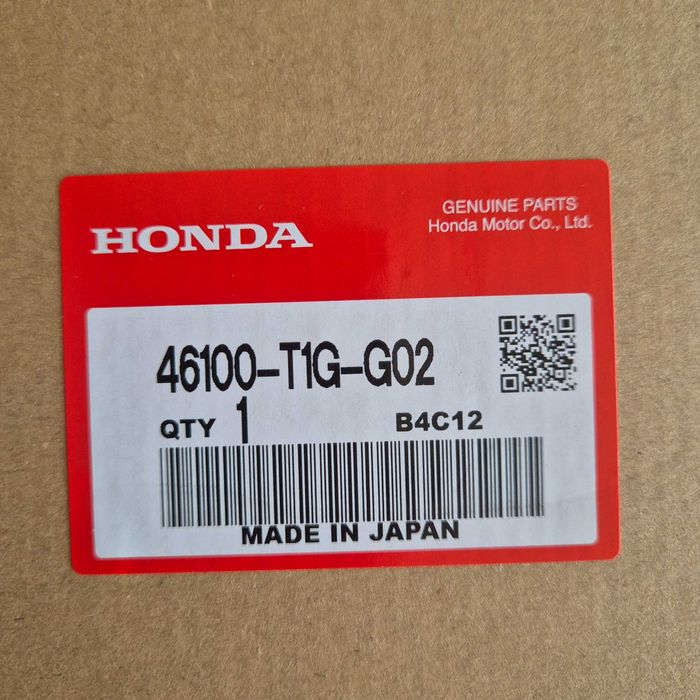 GENUINE PARTS
Honda Motor Co., Ltd.
HONDA
46100-T1G-G02
QTY 1 B4C12
MADE IN JAPAN